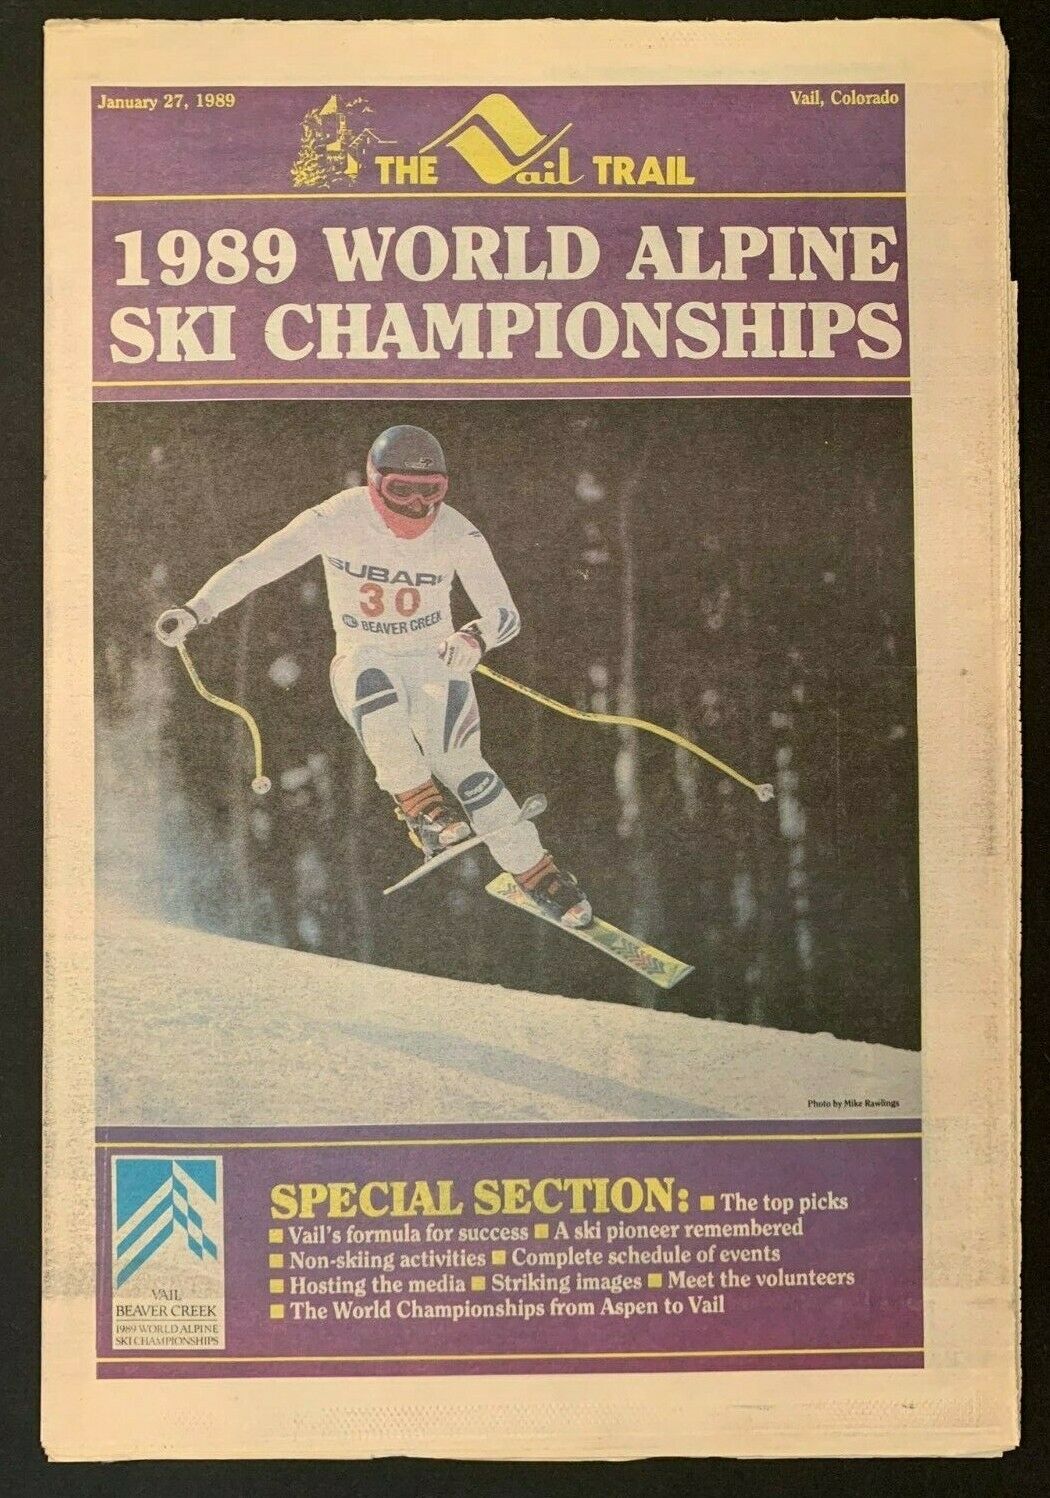 January 27, 1989
Vail, Colorado
THE Vail TRAIL
1989 WORLD ALPINE
SKI CHAMPIONSHIPS
SUBARU
30
BEAVER CREEK
Photo by Mike Rawlings
SPECIAL SECTION: ■ The top picks
■ Vail's formula for success ■ A ski pioneer remembered
■ Non-skiing activities ■ Complete schedule of events
■ Hosting the media ■ Striking images ■ Meet the volunteers
■ The World Championships from Aspen to Vail
VAIL
BEAVER CREEK
1989 WORLD ALPINE
SKI CHAMPIONSHIPS